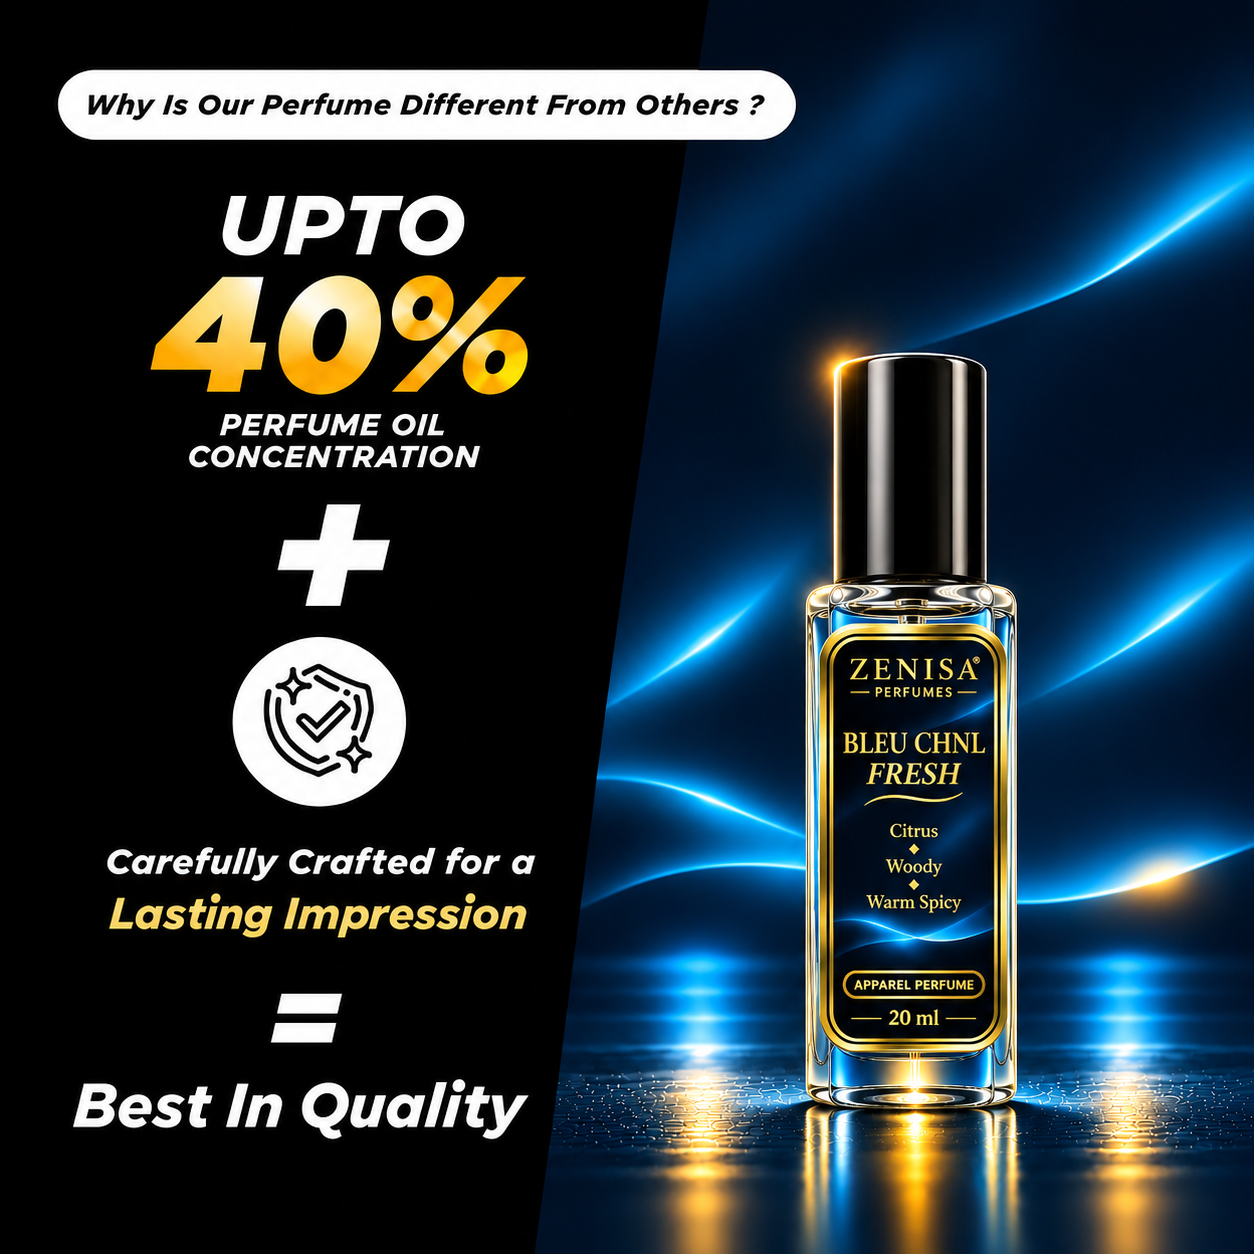 Why Is Our Perfume Different From Others ?
UPTO
40%
PERFUME OIL
CONCENTRATION
+
Carefully Crafted for a
Lasting Impression
=
Best In Quality
ZENISA®
PERFUMES
BLEU CHNL
FRESH
Citrus
Woody
Warm Spicy
APPAREL PERFUME
20 ml